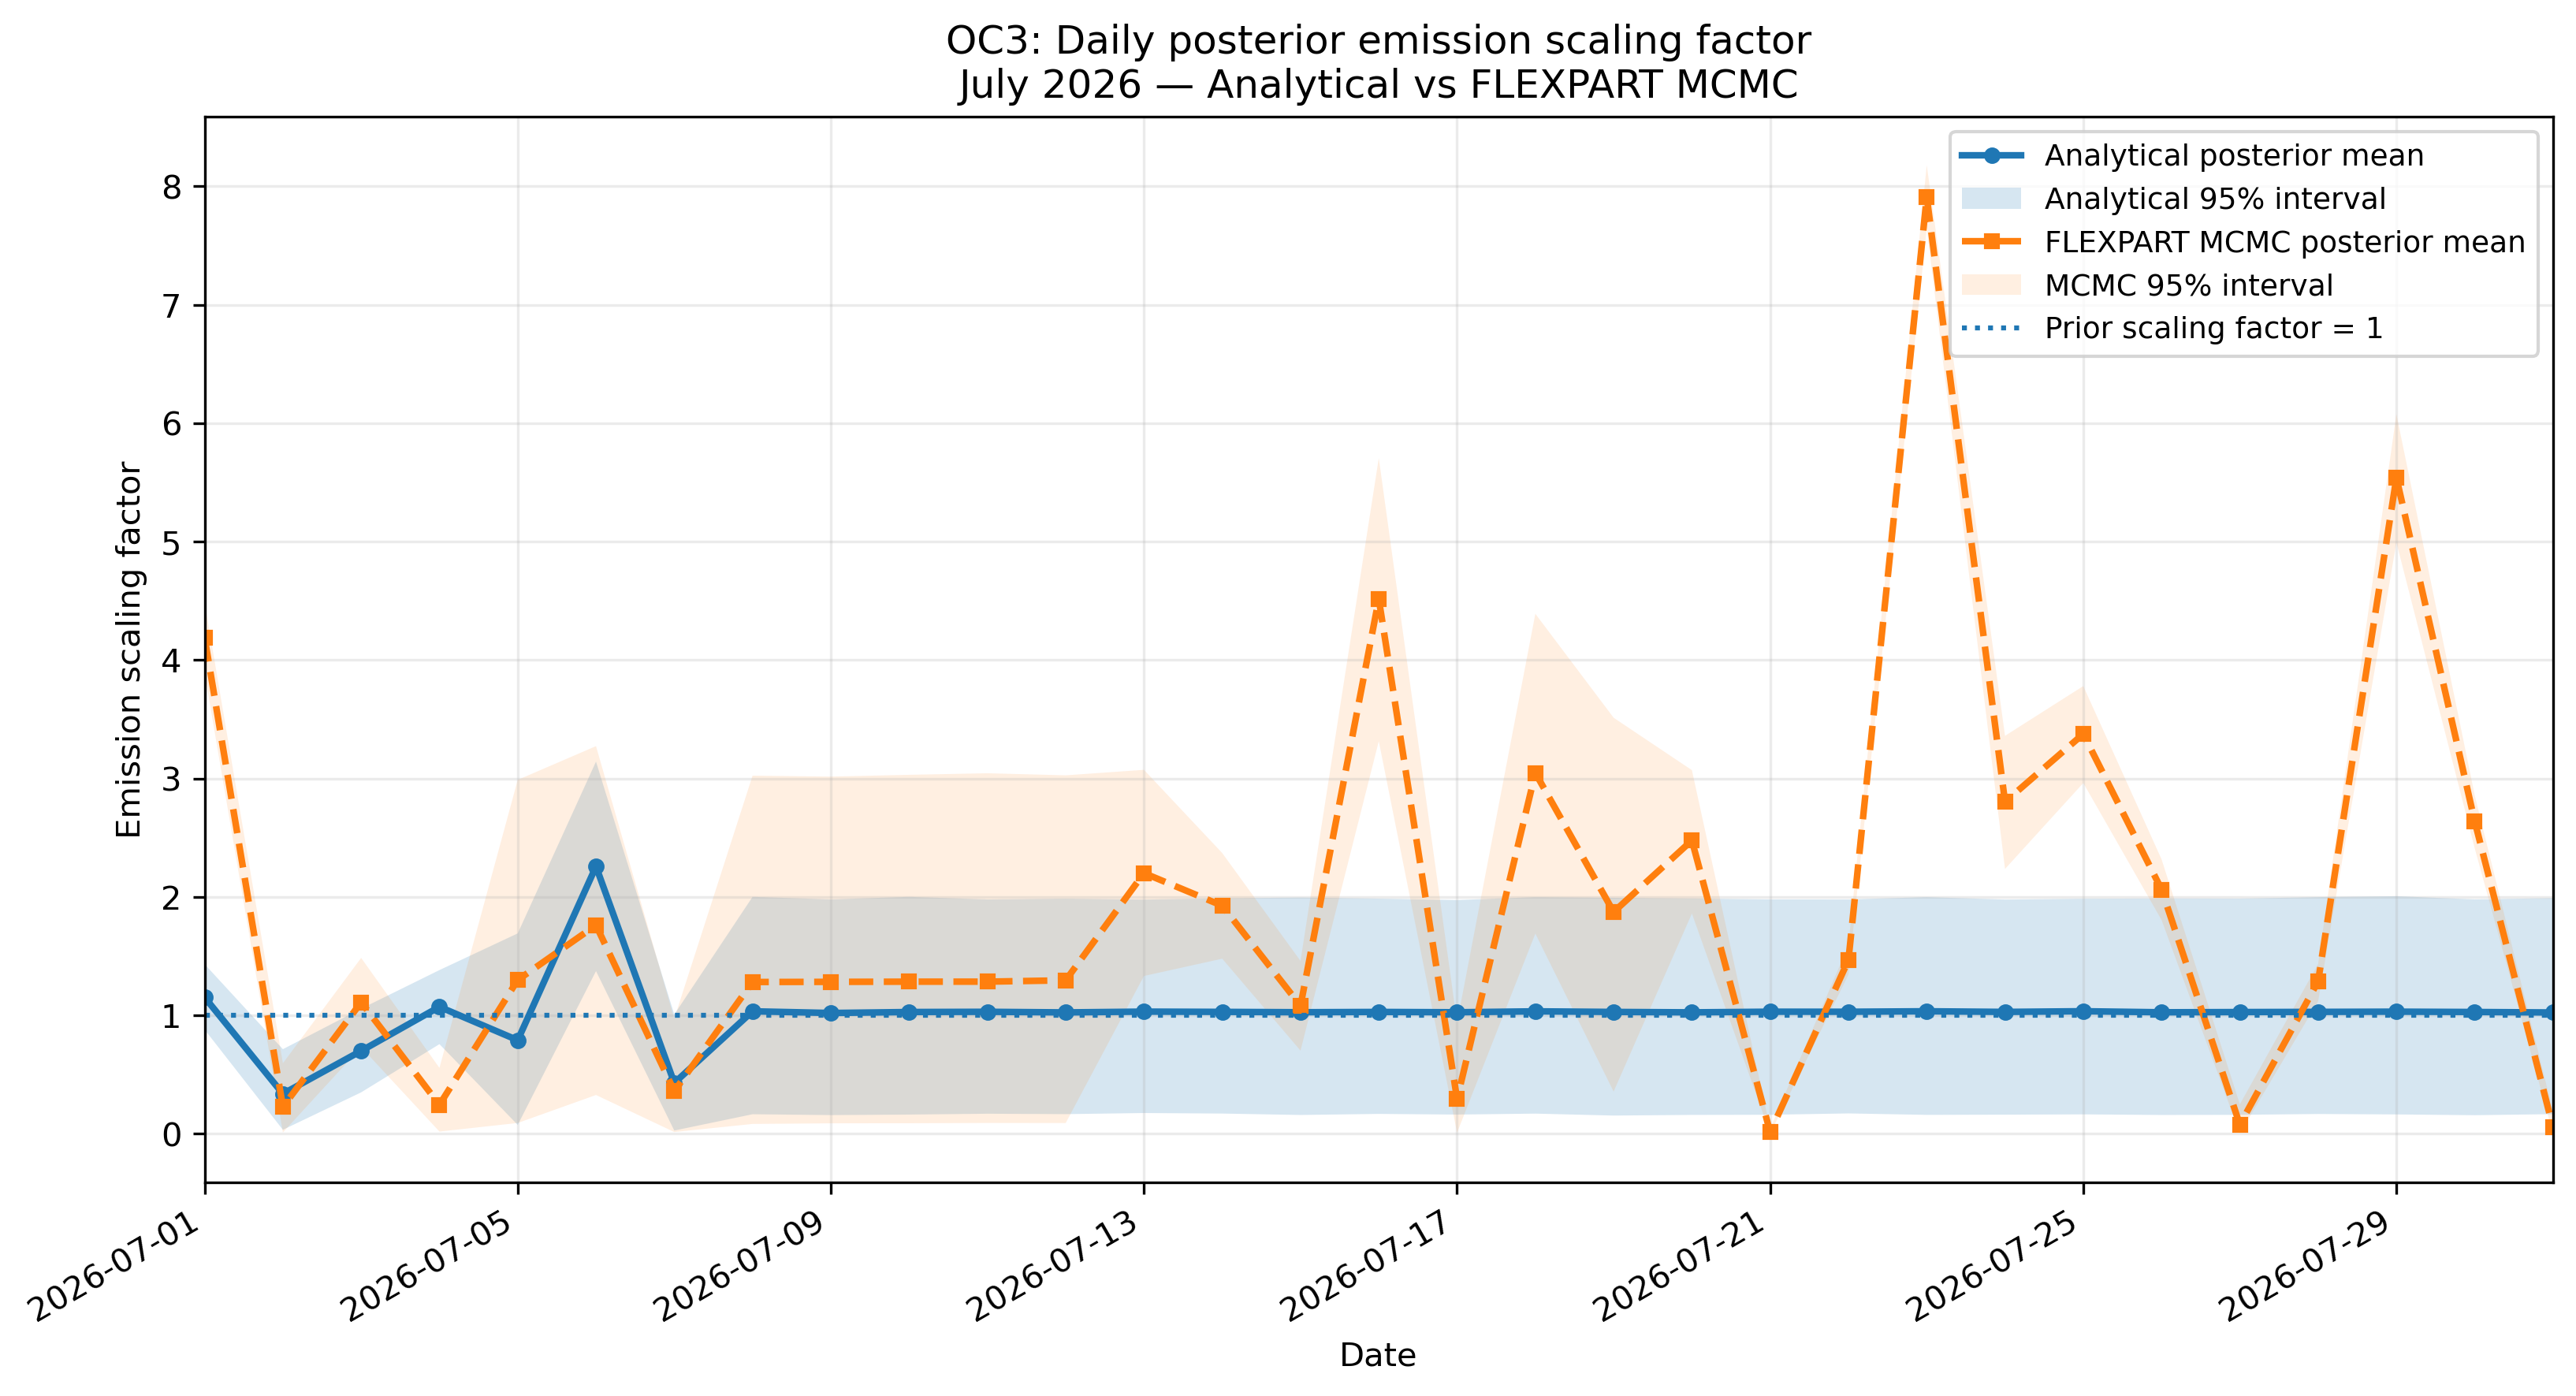 OC3: Daily posterior emission scaling factor
July 2026 — Analytical vs FLEXPART MCMC
Analytical posterior mean
Analytical 95% interval
FLEXPART MCMC posterior mean
MCMC 95% interval
Prior scaling factor = 1
Emission scaling factor
8
7
6
5
4
3
2
1
0
2026-07-01
2026-07-05
2026-07-09
2026-07-13
2026-07-17
2026-07-21
2026-07-25
2026-07-29
Date